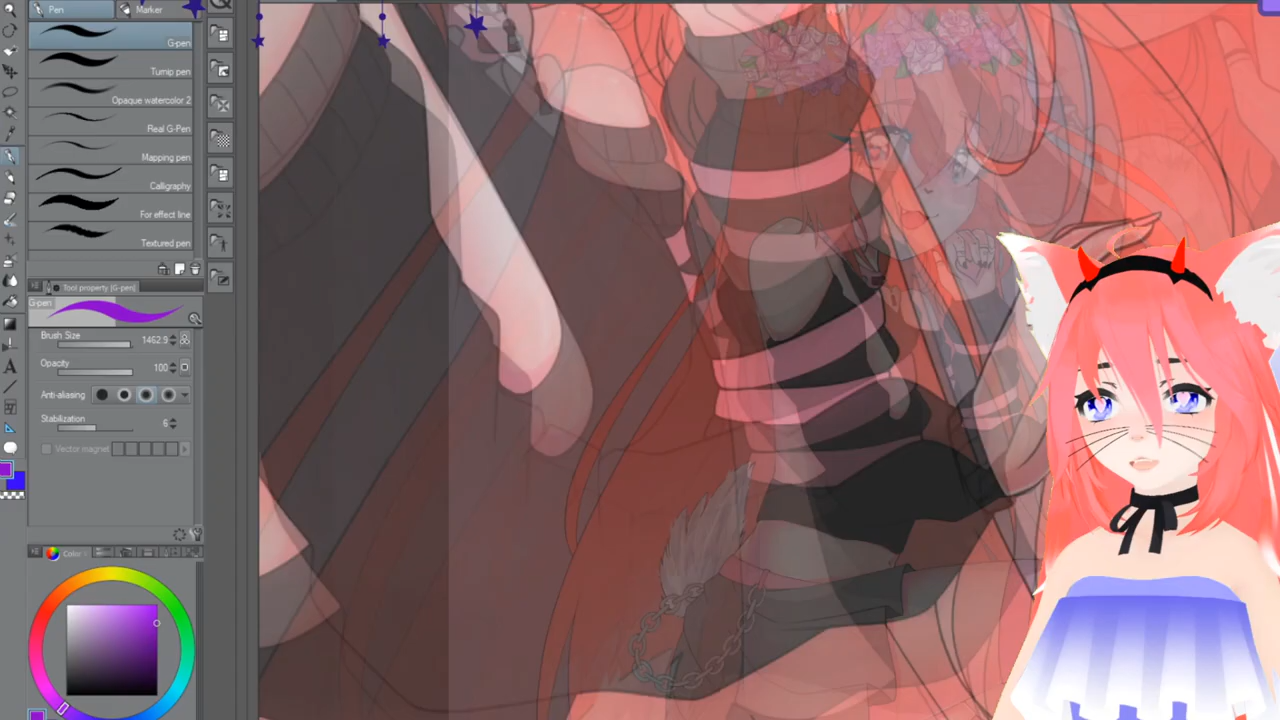 Pen
Marker
G-pen
Turnip pen
Opaque watercolor 2
Real G-Pen
Mapping pen
Calligraphy
For effect line
Textured pen
Tool property [G-pen]
G-pen
Brush Size
1462.9
Opacity
100
Anti-aliasing
Stabilization
6
Vector magnet
Color